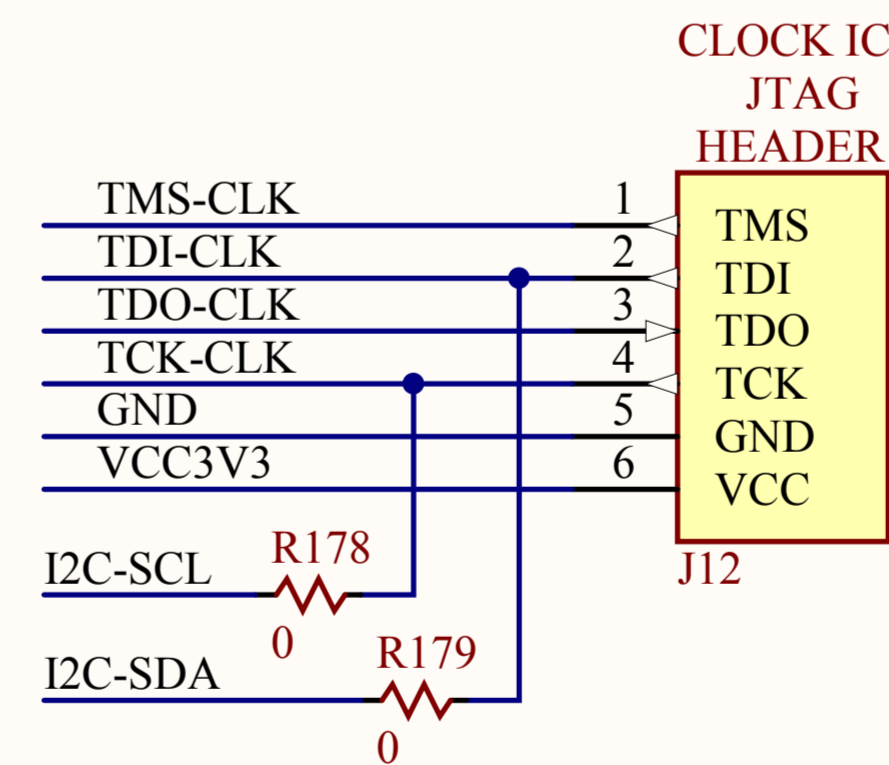 CLOCK IC
JTAG
HEADER
TMS-CLK 1 TMS
TDI-CLK 2 TDI
TDO-CLK 3 TDO
TCK-CLK 4 TCK
GND 5 GND
VCC3V3 6 VCC
J12
I2C-SCL R178
0
I2C-SDA R179
0